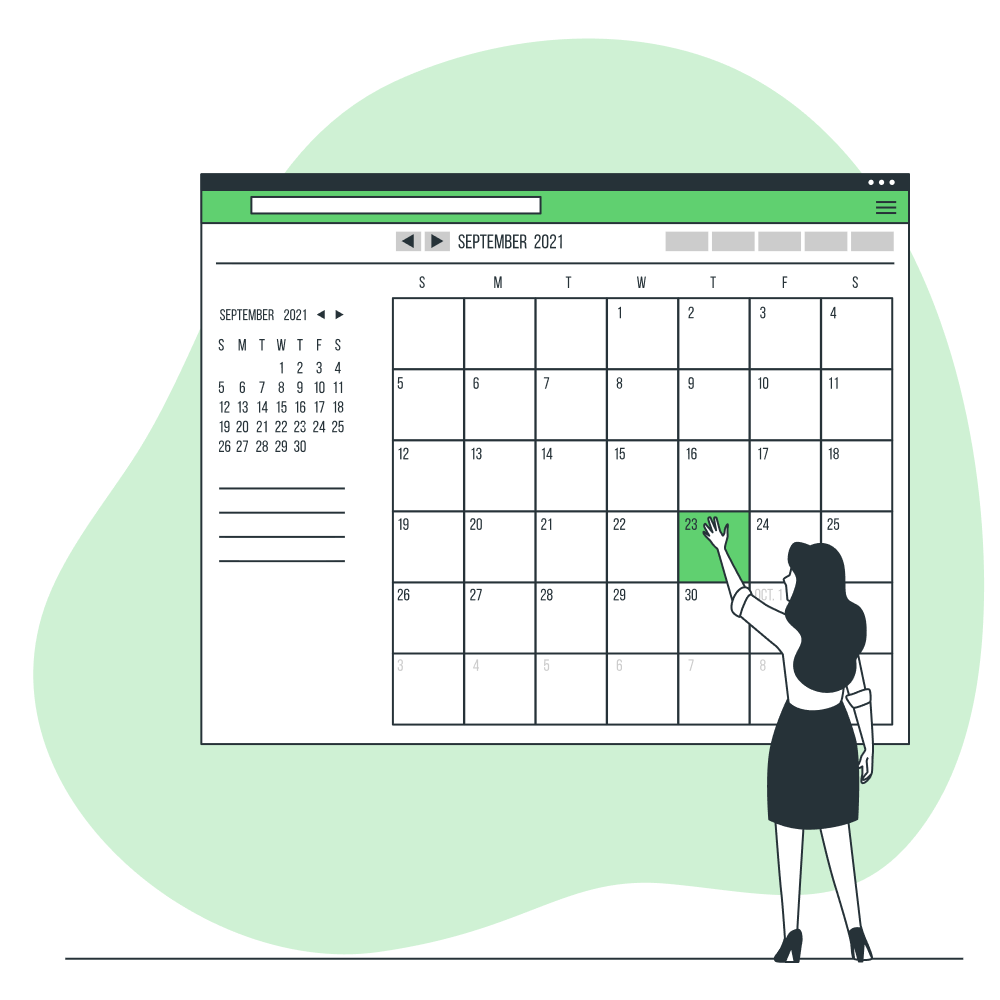 SEPTEMBER 2021
S M T W T F S
SEPTEMBER 2021
S M T W T F S
1 2 3 4
5 6 7 8 9 10 11
12 13 14 15 16 17 18
19 20 21 22 23 24 25
26 27 28 29 30
1 2 3 4
5 6 7 8 9 10 11
12 13 14 15 16 17 18
19 20 21 22 23 24 25
26 27 28 29 30 OCT. 1
3 4 5 6 7 8